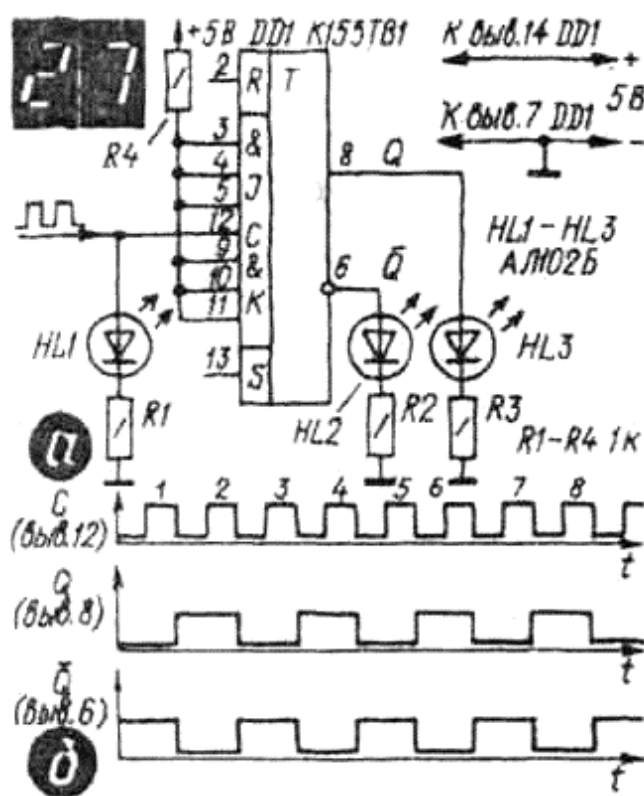 27
+5В DD1 К155ТВ1
К выв.14 DD1
+
5В
К выв.7 DD1
-
R4
2 R T
3 &
4 J
5
12 C
9 &
10 K
11
13 S
8 Q
6 Q̅
HL1-HL3
АЛ102Б
HL1
R1
HL2
R2
HL3
R3
R1-R4 1к
а
C
(выв.12)
1 2 3 4 5 6 7 8
t
Q
(выв.8)
t
Q̅
(выв.6)
t
б